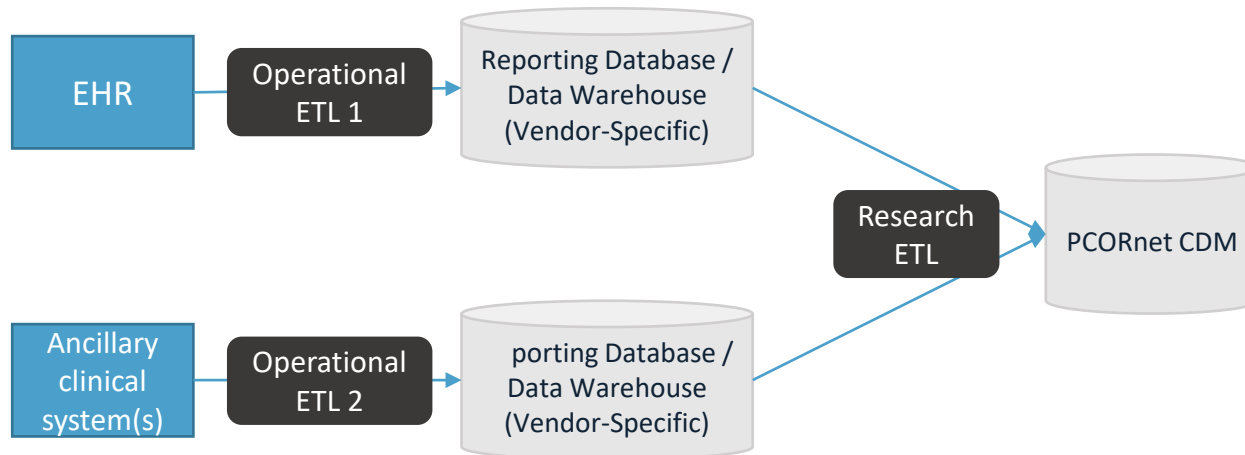 EHR
Operational
ETL 1
Reporting Database /
Data Warehouse
(Vendor-Specific)
Research
ETL
PCORnet CDM
Ancillary
clinical
system(s)
Operational
ETL 2
porting Database /
Data Warehouse
(Vendor-Specific)